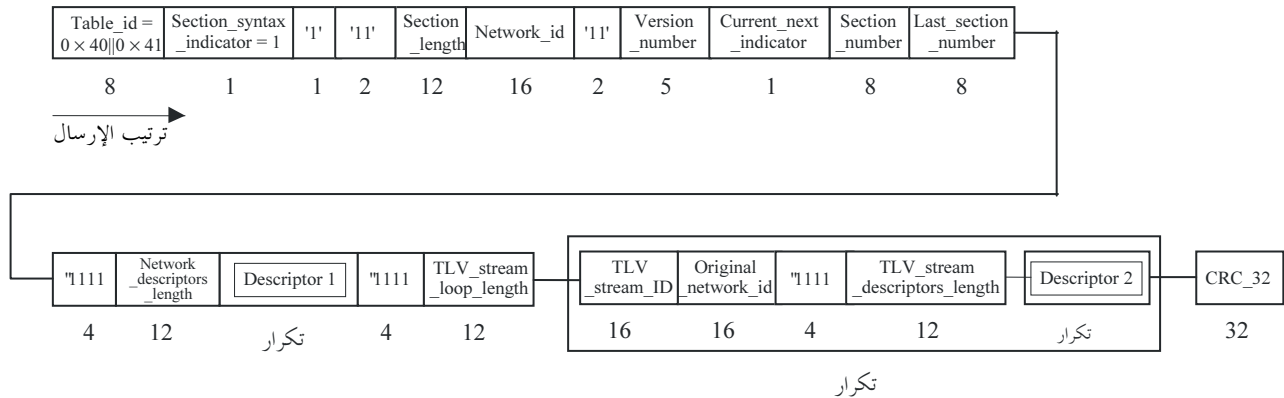 Table_id = 0 × 40||0 × 41
Section_syntax _indicator = 1
'1'
'11'
Section _length
Network_id
'11'
Version _number
Current_next _indicator
Section _number
Last_section _number
8 1 1 2 12 16 2 5 1 8 8
ترتيب الإرسال
"1111
Network _descriptors _length
Descriptor 1
"1111
TLV_stream _loop_length
TLV _stream_ID
Original _network_id
"1111
TLV_stream _descriptors_length
Descriptor 2
CRC_32
4 12 تكرار 4 12 16 16 4 12 تكرار 32
تكرار